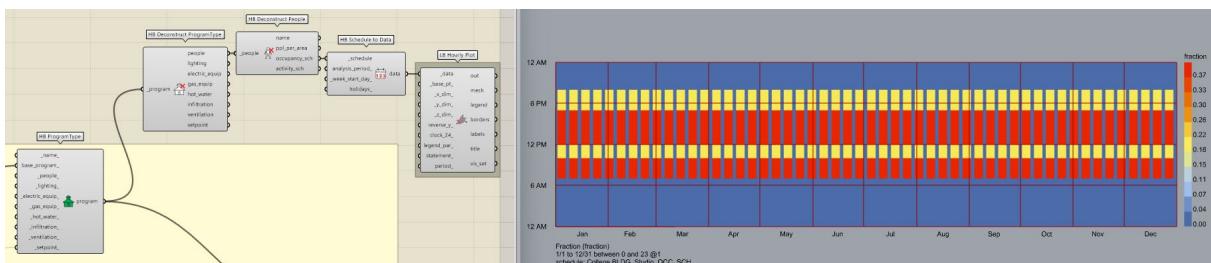 HB Deconstruct People
name
ppl_per_area
_people
occupancy_sch
activity_sch
HB Deconstruct ProgramType
people
lighting
electric_equip
gas_equip
_program
hot_water
infiltration
ventilation
setpoint
HB Schedule to Data
_schedule
analysis_period_
data
_week_start_day_
holidays_
LB Hourly Plot
_data
out
_base_pt_
mesh
_x_dim_
legend
_y_dim_
_z_dim_
borders
reverse_y_
labels
clock_24_
legend_par_
title
statement_
vis_set
period_
HB ProgramType
_name_
base_program_
_people_
_lighting_
_electric_equip_
program
_gas_equip_
_hot_water_
_infiltration_
_ventilation_
_setpoint_
12 AM
6 PM
12 PM
6 AM
12 AM
Jan Feb Mar Apr May Jun Jul Aug Sep Oct Nov Dec
Fraction (fraction)
1/1 to 12/31 between 0 and 23 @1
schedule: College BLDG_Studio_OCC_SCH
fraction
0.37
0.33
0.30
0.26
0.22
0.18
0.15
0.11
0.07
0.04
0.00